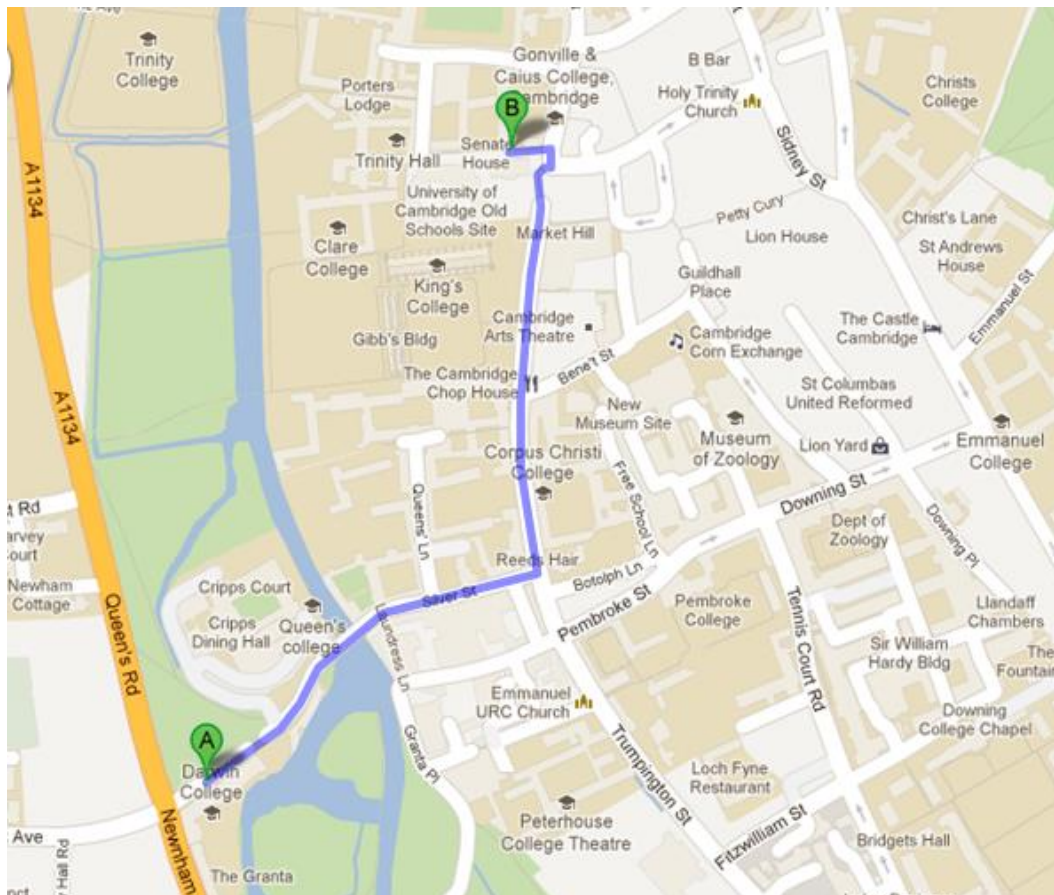 Trinity
College
Gonville &
Caius College,
Cambridge
B Bar
Porters
Lodge
Holy Trinity
Church
Christs
College
B
Senate
House
Trinity Hall
A1134
Sidney St
University of
Cambridge Old
Schools Site
Petty Cury
Christ's Lane
Market Hill
Lion House
St Andrews
House
Clare
College
King's
College
Guildhall
Place
Emmanuel St
Cambridge
Arts Theatre
The Castle
Cambridge
Gibb's Bldg
Cambridge
Corn Exchange
Bene't St
The Cambridge
Chop House
St Columbas
United Reformed
A1134
New
Museum Site
Museum
of Zoology
Lion Yard
Emmanuel
College
Corpus Christi
College
Queens' Ln
Free School Ln
Downing St
Rd
Dept of
Zoology
Downing Pl
Court
Reeds Hair
Botolph Ln
Newham
Cottage
Cripps Court
Silver St
Pembroke St
Pembroke
College
Tennis Court Rd
Llandaff
Chambers
Queen's Rd
Cripps
Dining Hall
Queen's
college
Laundress Ln
Sir William
Hardy Bldg
The
Emmanuel
URC Church
Downing
College Chapel
A
Darwin
College
Granta Pl
Trumpington St
Loch Fyne
Restaurant
Newnham
Ave
Peterhouse
College Theatre
Fitzwilliam St
Bridgets Hall
Hall Rd
The Granta